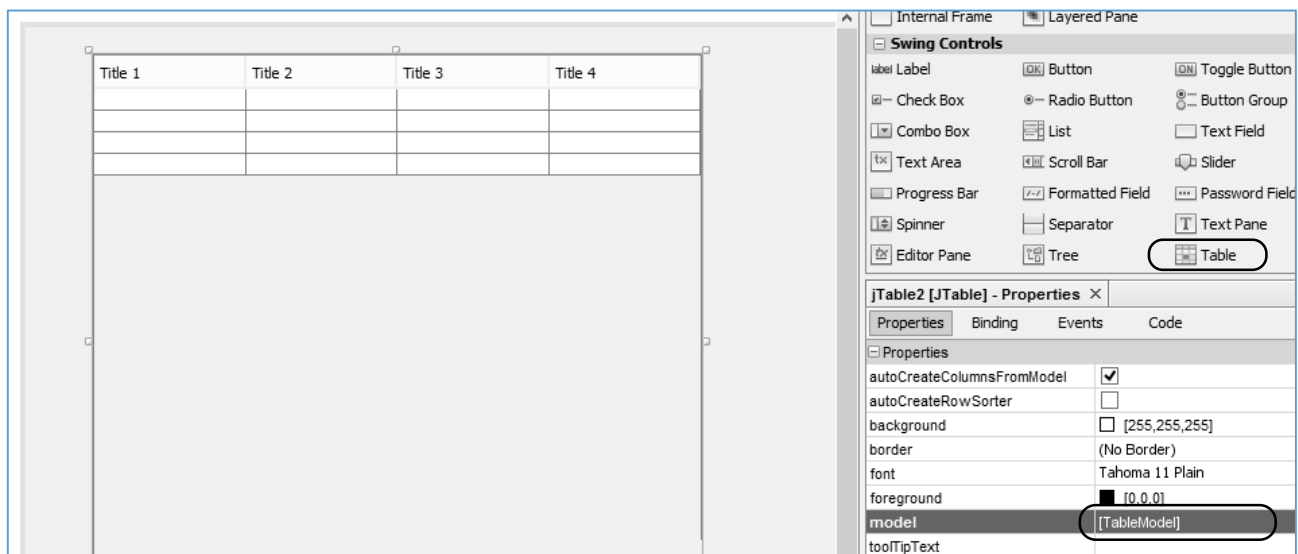 Title 1 Title 2 Title 3 Title 4
Internal Frame Layered Pane
Swing Controls
label Label OK Button ON Toggle Button
Check Box Radio Button Button Group
Combo Box List Text Field
tx Text Area Scroll Bar Slider
Progress Bar Formatted Field Password Field
Spinner Separator T Text Pane
Editor Pane Tree Table
jTable2 [JTable] - Properties ×
Properties Binding Events Code
Properties
autoCreateColumnsFromModel
autoCreateRowSorter
background [255,255,255]
border (No Border)
font Tahoma 11 Plain
foreground [0,0,0]
model [TableModel]
toolTipText